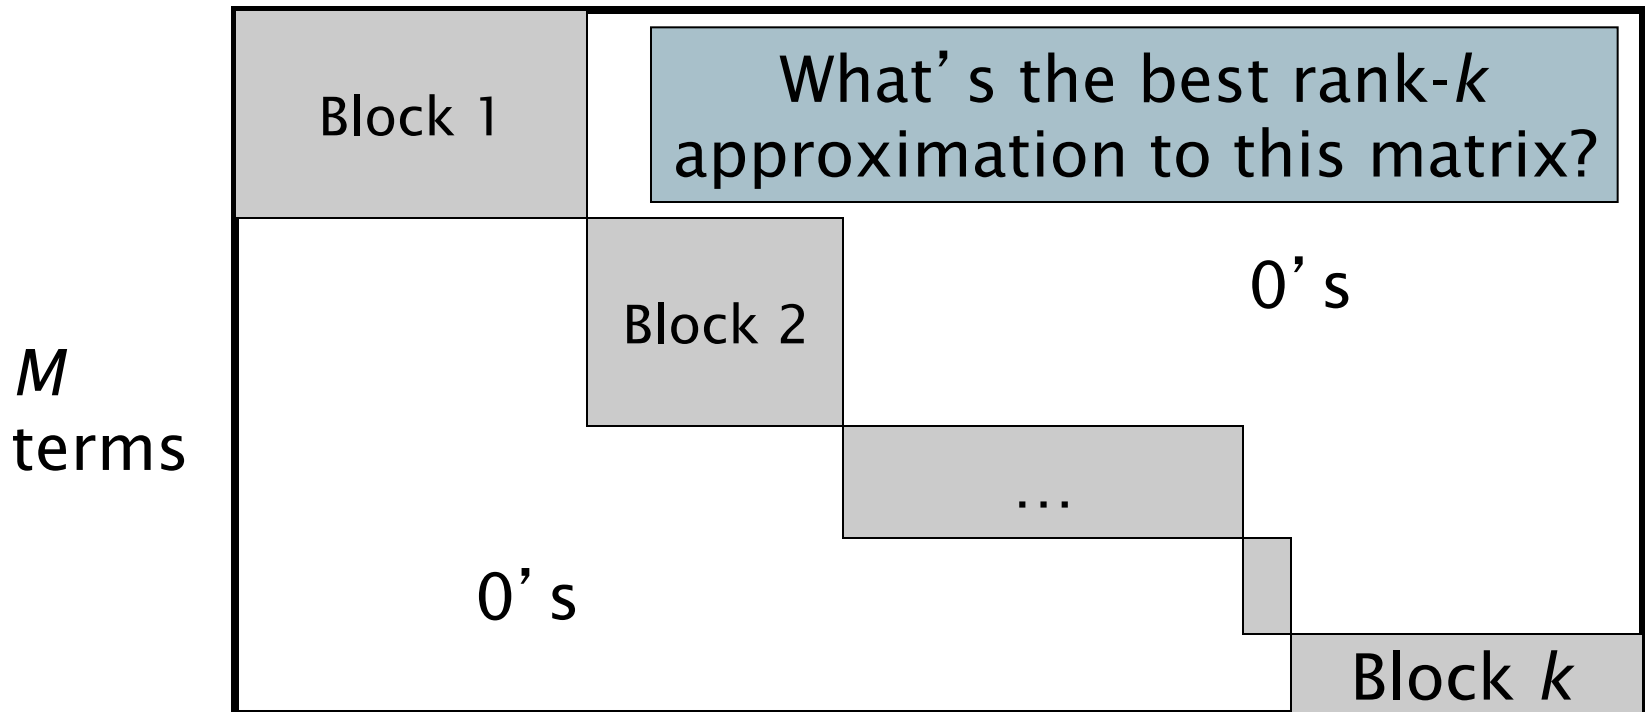 Block 1
What's the best rank-k
approximation to this matrix?
0's
Block 2
M
terms
…
0's
Block k